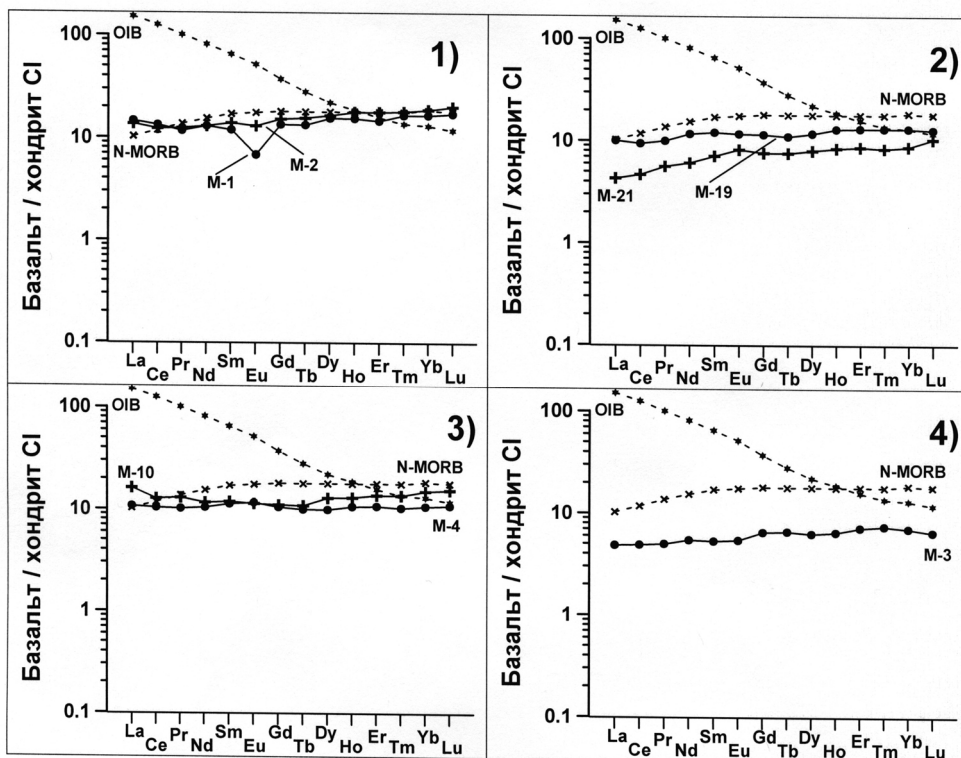 Базальт / хондрит CI
100
10
1
0.1
1)
OIB
N-MORB
M-1
M-2
La Ce Pr Nd Sm Eu Gd Tb Dy Ho Er Tm Yb Lu
Базальт / хондрит CI
100
10
1
0.1
2)
OIB
N-MORB
M-21
M-19
La Ce Pr Nd Sm Eu Gd Tb Dy Ho Er Tm Yb Lu
Базальт / хондрит CI
100
10
1
0.1
3)
OIB
M-10
N-MORB
M-4
La Ce Pr Nd Sm Eu Gd Tb Dy Ho Er Tm Yb Lu
Базальт / хондрит CI
100
10
1
0.1
4)
OIB
N-MORB
M-3
La Ce Pr Nd Sm Eu Gd Tb Dy Ho Er Tm Yb Lu